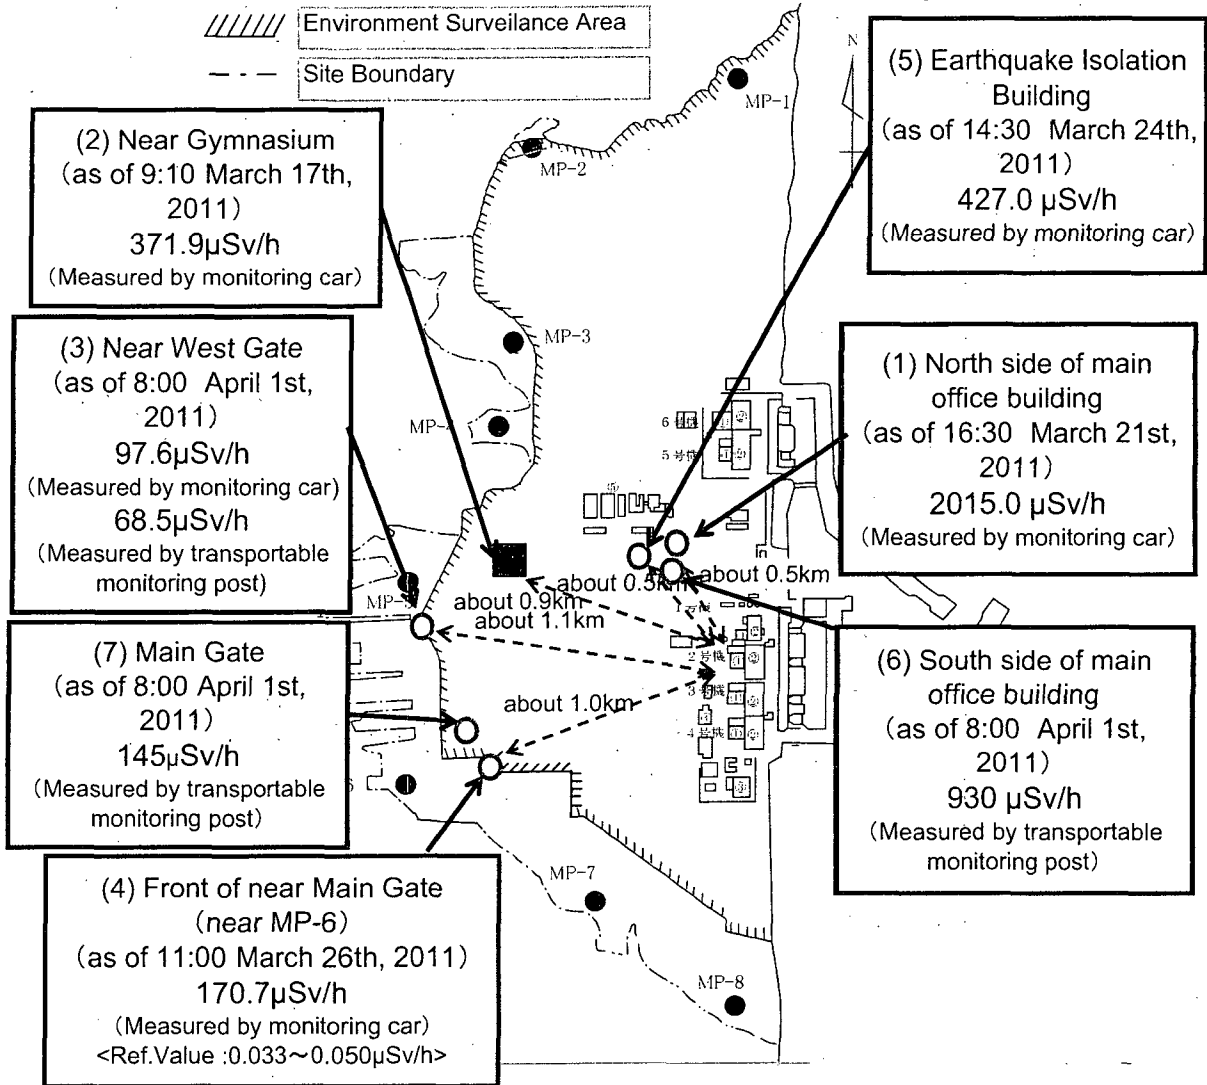 Environment Surveilance Area
Site Boundary
(2) Near Gymnasium
(as of 9:10 March 17th,
2011)
371.9μSv/h
(Measured by monitoring car)
(3) Near West Gate
(as of 8:00 April 1st,
2011)
97.6μSv/h
(Measured by monitoring car)
68.5μSv/h
(Measured by transportable
monitoring post)
(7) Main Gate
(as of 8:00 April 1st,
2011)
145μSv/h
(Measured by transportable
monitoring post)
(4) Front of near Main Gate
(near MP-6)
(as of 11:00 March 26th, 2011)
170.7μSv/h
(Measured by monitoring car)
<Ref.Value :0.033～0.050μSv/h>
MP-1
MP-2
MP-3
MP-4
MP-5
MP-7
MP-8
N
6号機
5号機
1号機
2号機
3号機
4号機
about 0.5km
about 0.5km
about 0.9km
about 1.1km
about 1.0km
(5) Earthquake Isolation
Building
(as of 14:30 March 24th,
2011)
427.0 μSv/h
(Measured by monitoring car)
(1) North side of main
office building
(as of 16:30 March 21st,
2011)
2015.0 μSv/h
(Measured by monitoring car)
(6) South side of main
office building
(as of 8:00 April 1st,
2011)
930 μSv/h
(Measured by transportable
monitoring post)